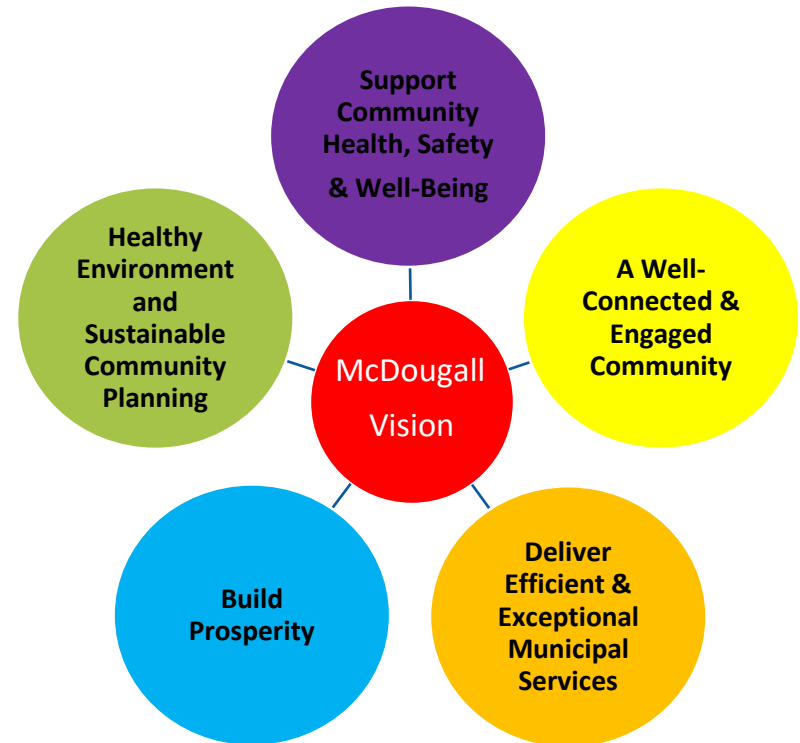 Support
Community
Health, Safety
& Well-Being
Healthy
Environment
and
Sustainable
Community
Planning
A Well-
Connected &
Engaged
Community
McDougall
Vision
Build
Prosperity
Deliver
Efficient &
Exceptional
Municipal
Services